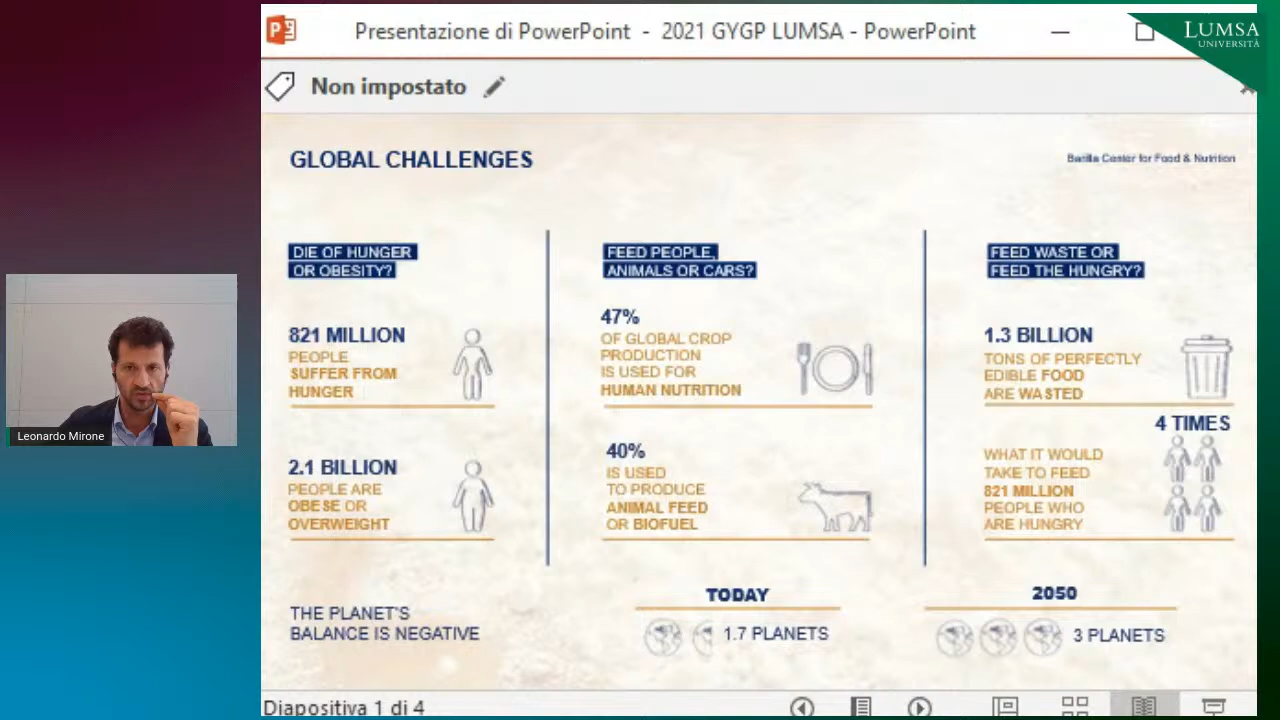 Presentazione di PowerPoint - 2021 GYGP LUMSA - PowerPoint
LUMSA
UNIVERSITÀ
Non impostato
GLOBAL CHALLENGES
Barilla Center for Food & Nutrition
DIE OF HUNGER
OR OBESITY?
821 MILLION
PEOPLE
SUFFER FROM
HUNGER
2.1 BILLION
PEOPLE ARE
OBESE OR
OVERWEIGHT
FEED PEOPLE,
ANIMALS OR CARS?
47%
OF GLOBAL CROP
PRODUCTION
IS USED FOR
HUMAN NUTRITION
40%
IS USED
TO PRODUCE
ANIMAL FEED
OR BIOFUEL
FEED WASTE OR
FEED THE HUNGRY?
1.3 BILLION
TONS OF PERFECTLY
EDIBLE FOOD
ARE WASTED
4 TIMES
WHAT IT WOULD
TAKE TO FEED
821 MILLION
PEOPLE WHO
ARE HUNGRY
THE PLANET'S
BALANCE IS NEGATIVE
TODAY
1.7 PLANETS
2050
3 PLANETS
Leonardo Mirone
Diapositiva 1 di 4